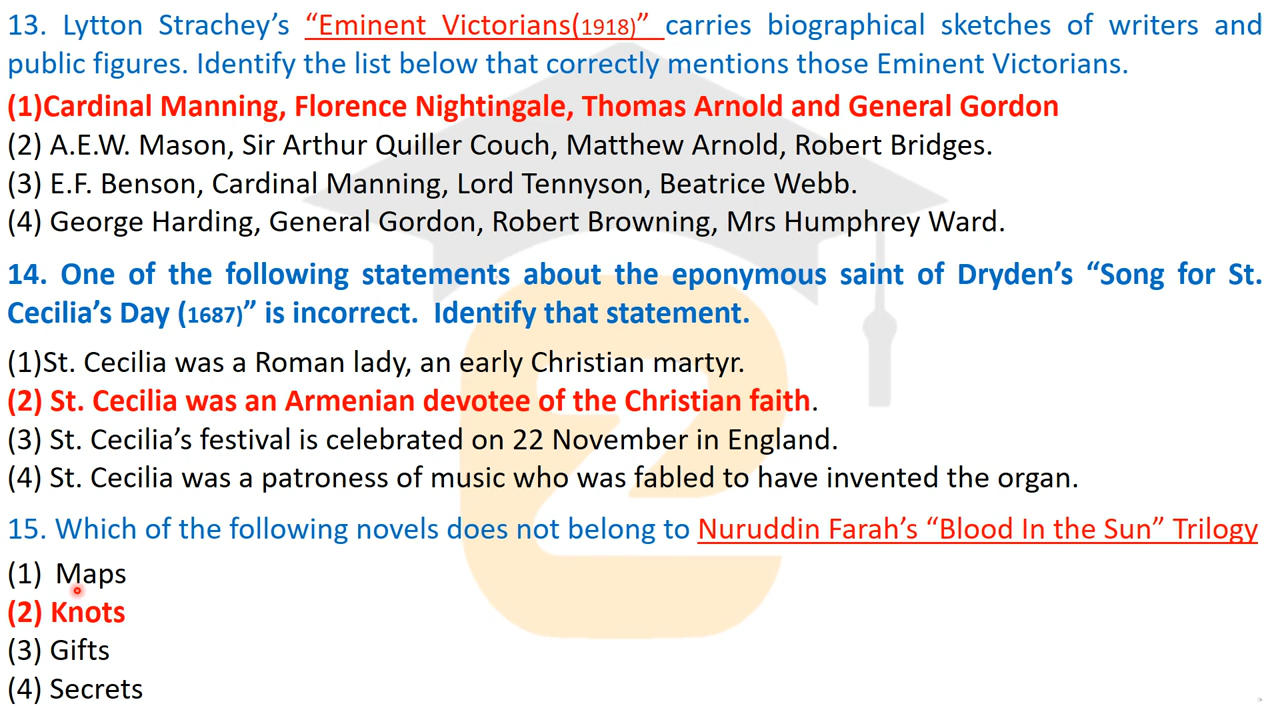 13. Lytton Strachey’s “Eminent Victorians(1918)” carries biographical sketches of writers and
public figures. Identify the list below that correctly mentions those Eminent Victorians.
(1)Cardinal Manning, Florence Nightingale, Thomas Arnold and General Gordon
(2) A.E.W. Mason, Sir Arthur Quiller Couch, Matthew Arnold, Robert Bridges.
(3) E.F. Benson, Cardinal Manning, Lord Tennyson, Beatrice Webb.
(4) George Harding, General Gordon, Robert Browning, Mrs Humphrey Ward.
14. One of the following statements about the eponymous saint of Dryden’s “Song for St.
Cecilia’s Day (1687)” is incorrect. Identify that statement.
(1)St. Cecilia was a Roman lady, an early Christian martyr.
(2) St. Cecilia was an Armenian devotee of the Christian faith.
(3) St. Cecilia’s festival is celebrated on 22 November in England.
(4) St. Cecilia was a patroness of music who was fabled to have invented the organ.
15. Which of the following novels does not belong to Nuruddin Farah’s “Blood In the Sun” Trilogy
(1) Maps
(2) Knots
(3) Gifts
(4) Secrets